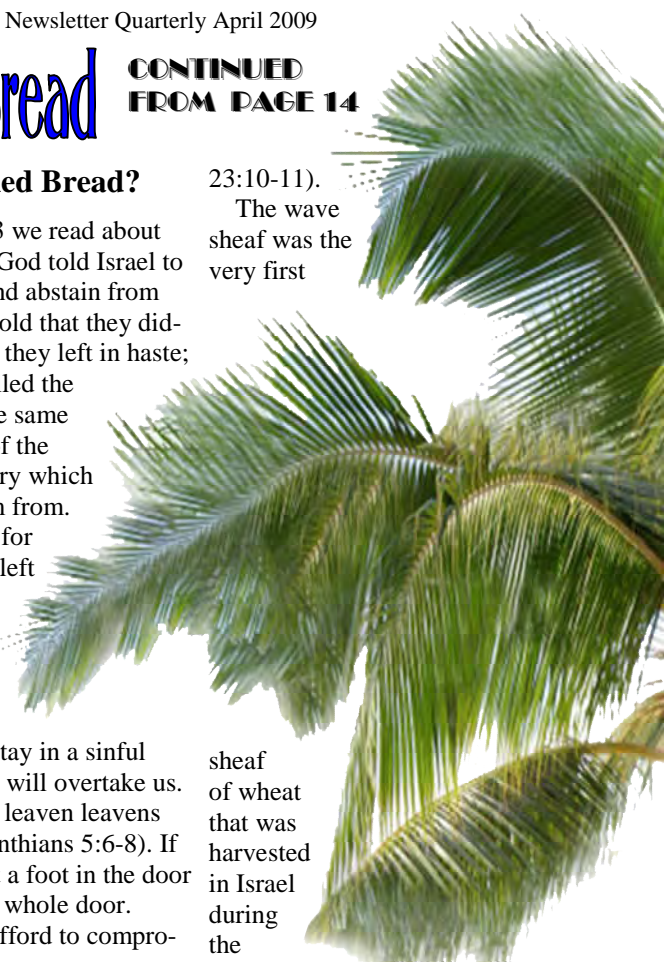 Newsletter Quarterly April 2009
read
CONTINUED
FROM PAGE 14
ed Bread?
3 we read about
God told Israel to
nd abstain from
old that they did-
they left in haste;
led the
e same
f the
ry which
n from.
for
left
tay in a sinful
will overtake us.
leaven leavens
nthians 5:6-8). If
a foot in the door
whole door.
fford to compro-
23:10-11).
The wave
sheaf was the
very first
sheaf
of wheat
that was
harvested
in Israel
during
the